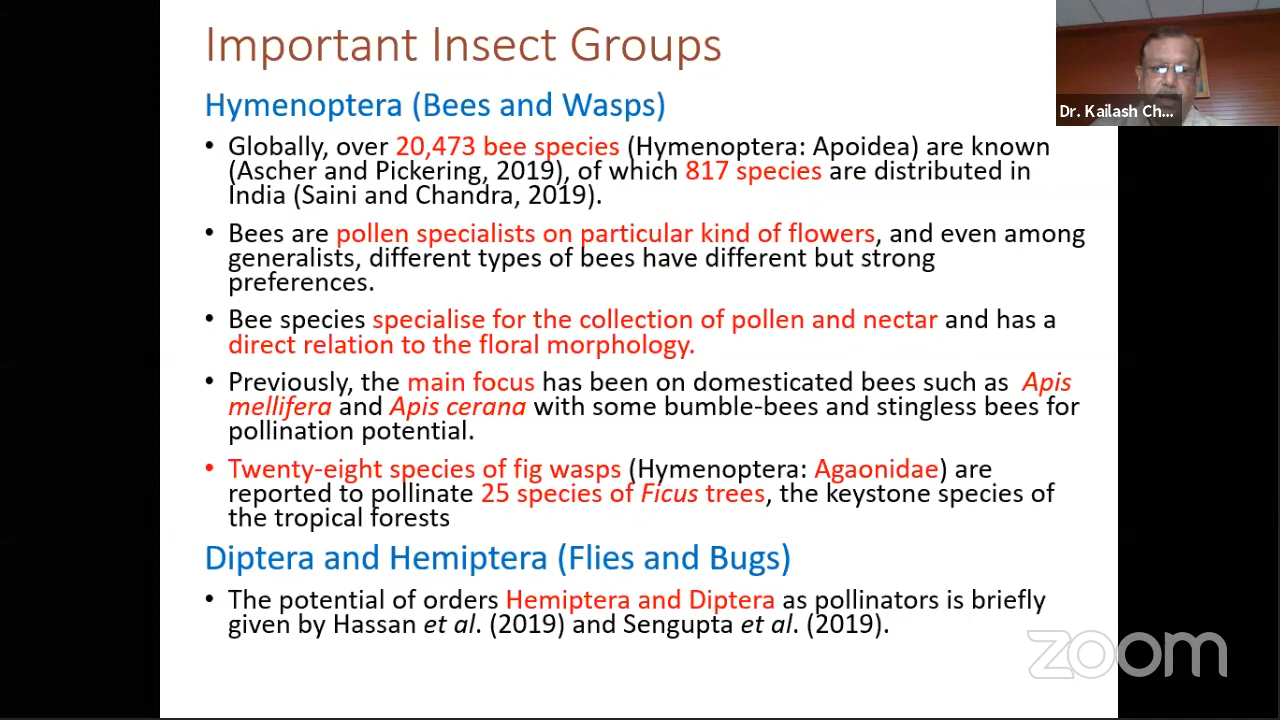 Important Insect Groups
Hymenoptera (Bees and Wasps)
• Globally, over 20,473 bee species (Hymenoptera: Apoidea) are known
(Ascher and Pickering, 2019), of which 817 species are distributed in
India (Saini and Chandra, 2019).
• Bees are pollen specialists on particular kind of flowers, and even among
generalists, different types of bees have different but strong
preferences.
• Bee species specialise for the collection of pollen and nectar and has a
direct relation to the floral morphology.
• Previously, the main focus has been on domesticated bees such as Apis
mellifera and Apis cerana with some bumble-bees and stingless bees for
pollination potential.
• Twenty-eight species of fig wasps (Hymenoptera: Agaonidae) are
reported to pollinate 25 species of Ficus trees, the keystone species of
the tropical forests
Diptera and Hemiptera (Flies and Bugs)
• The potential of orders Hemiptera and Diptera as pollinators is briefly
given by Hassan et al. (2019) and Sengupta et al. (2019).
Dr. Kailash Ch...
zoom